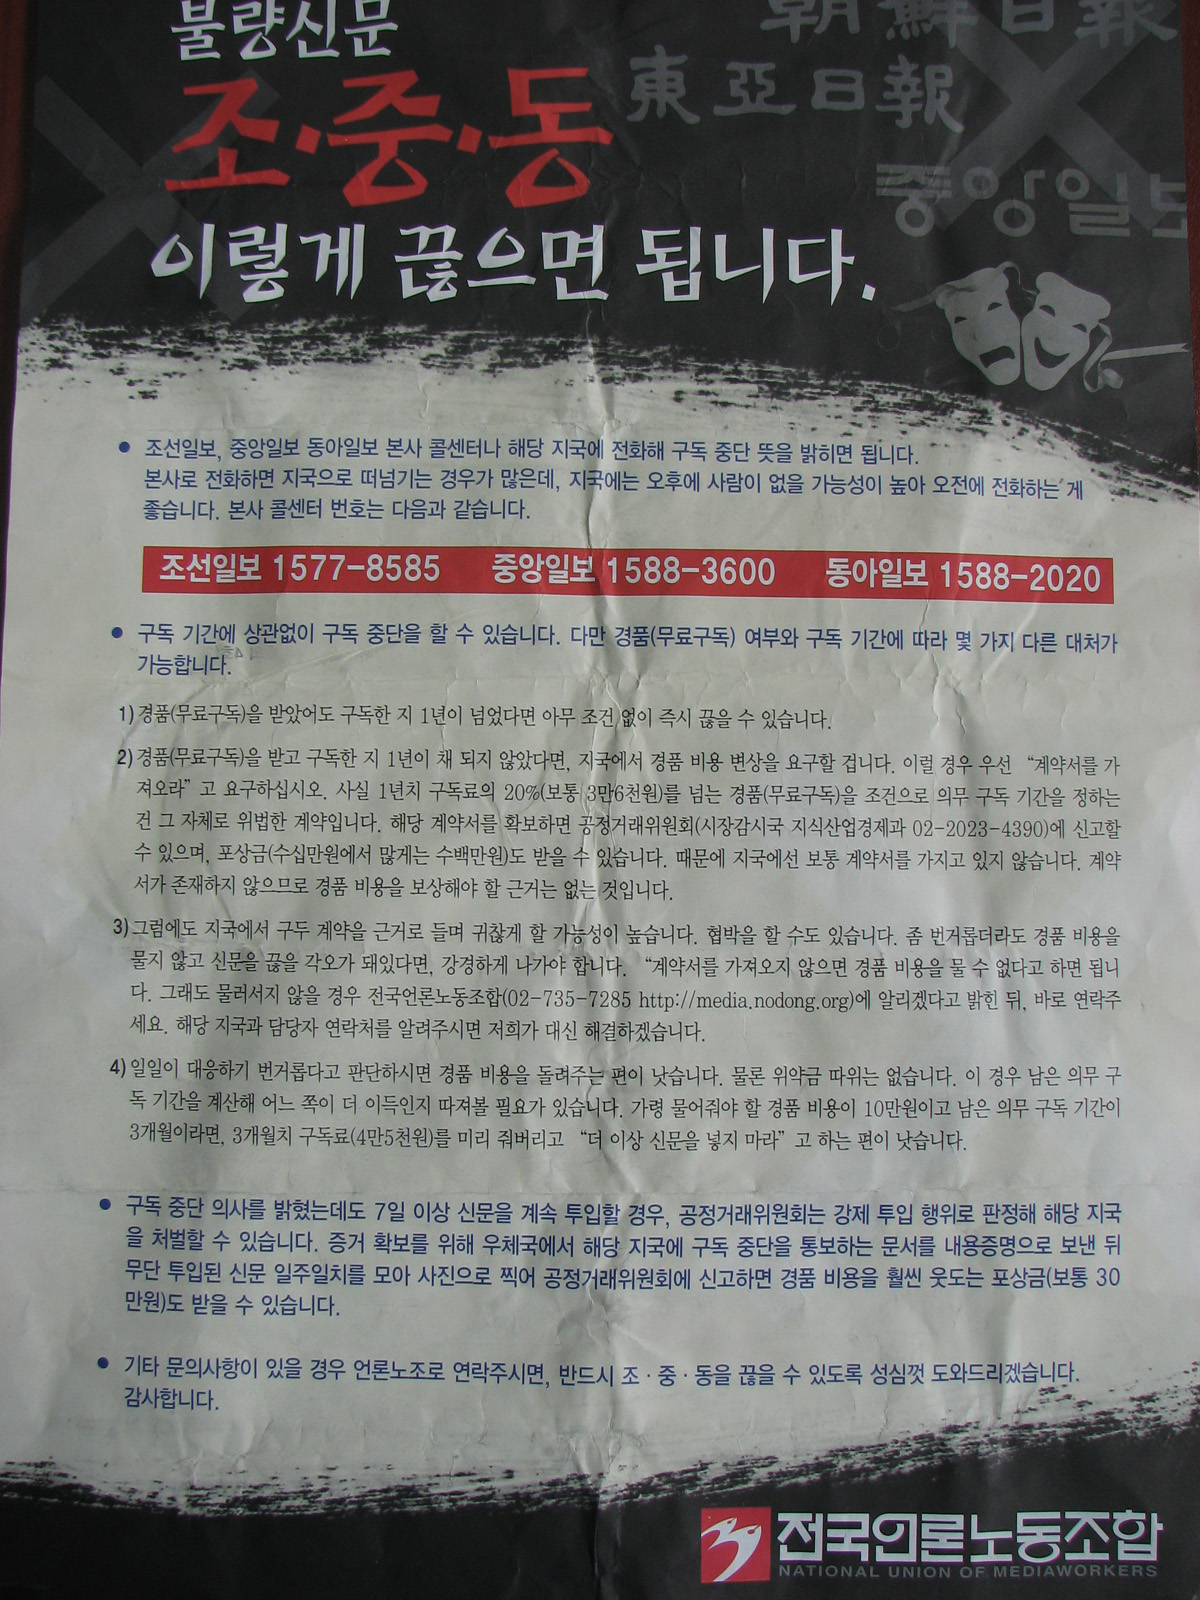 불량신문
朝鮮日報
조·중·동
東亞日報
중앙일보
이렇게 끊으면 됩니다.
● 조선일보, 중앙일보 동아일보 본사 콜센터나 해당 지국에 전화해 구독 중단 뜻을 밝히면 됩니다.
본사로 전화하면 지국으로 떠넘기는 경우가 많은데, 지국에는 오후에 사람이 없을 가능성이 높아 오전에 전화하는 게
좋습니다. 본사 콜센터 번호는 다음과 같습니다.
조선일보 1577-8585 중앙일보 1588-3600 동아일보 1588-2020
● 구독 기간에 상관없이 구독 중단을 할 수 있습니다. 다만 경품(무료구독) 여부와 구독 기간에 따라 몇 가지 다른 대처가
가능합니다.
1) 경품(무료구독)을 받았어도 구독한 지 1년이 넘었다면 아무 조건 없이 즉시 끊을 수 있습니다.
2) 경품(무료구독)을 받고 구독한 지 1년이 채 되지 않았다면, 지국에서 경품 비용 변상을 요구할 겁니다. 이럴 경우 우선 “계약서를 가
져오라”고 요구하십시오. 사실 1년치 구독료의 20%(보통 3만6천원)를 넘는 경품(무료구독)을 조건으로 의무 구독 기간을 정하는
건 그 자체로 위법한 계약입니다. 해당 계약서를 확보하면 공정거래위원회(시장감시국 지식산업경제과 02-2023-4390)에 신고할
수 있으며, 포상금(수십만원에서 많게는 수백만원)도 받을 수 있습니다. 때문에 지국에선 보통 계약서를 가지고 있지 않습니다. 계약
서가 존재하지 않으므로 경품 비용을 보상해야 할 근거는 없는 것입니다.
3) 그럼에도 지국에서 구두 계약을 근거로 들며 귀찮게 할 가능성이 높습니다. 협박을 할 수도 있습니다. 좀 번거롭더라도 경품 비용을
물지 않고 신문을 끊을 각오가 돼있다면, 강경하게 나가야 합니다. “계약서를 가져오지 않으면 경품 비용을 물 수 없다고 하면 됩니
다. 그래도 물러서지 않을 경우 전국언론노동조합(02-735-7285 http://media.nodong.org)에 알리겠다고 밝힌 뒤, 바로 연락주
세요. 해당 지국과 담당자 연락처를 알려주시면 저희가 대신 해결하겠습니다.
4) 일일이 대응하기 번거롭다고 판단하시면 경품 비용을 돌려주는 편이 낫습니다. 물론 위약금 따위는 없습니다. 이 경우 남은 의무 구
독 기간을 계산해 어느 쪽이 더 이득인지 따져볼 필요가 있습니다. 가령 물어줘야 할 경품 비용이 10만원이고 남은 의무 구독 기간이
3개월이라면, 3개월치 구독료(4만5천원)를 미리 줘버리고 “더 이상 신문을 넣지 마라”고 하는 편이 낫습니다.
● 구독 중단 의사를 밝혔는데도 7일 이상 신문을 계속 투입할 경우, 공정거래위원회는 강제 투입 행위로 판정해 해당 지국
을 처벌할 수 있습니다. 증거 확보를 위해 우체국에서 해당 지국에 구독 중단을 통보하는 문서를 내용증명으로 보낸 뒤
무단 투입된 신문 일주일치를 모아 사진으로 찍어 공정거래위원회에 신고하면 경품 비용을 훨씬 웃도는 포상금(보통 30
만원)도 받을 수 있습니다.
● 기타 문의사항이 있을 경우 언론노조로 연락주시면, 반드시 조·중·동을 끊을 수 있도록 성심껏 도와드리겠습니다.
감사합니다.
전국언론노동조합
NATIONAL UNION OF MEDIAWORKERS